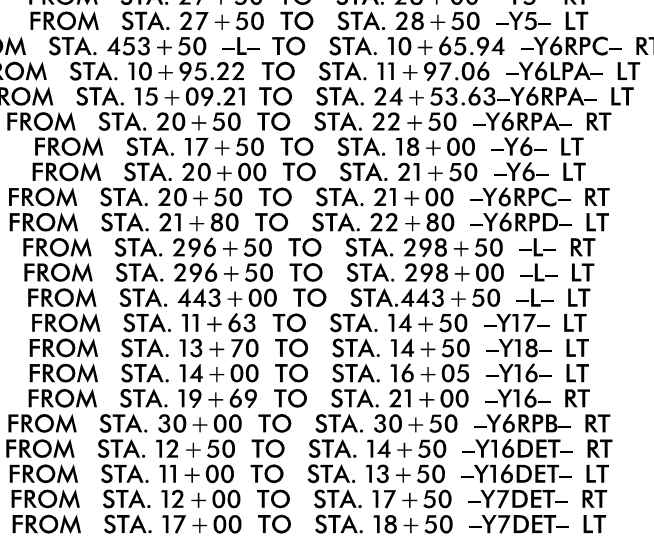 FROM STA. 27+50 TO STA. 28+50 –Y5– LT
STA. 453+50 –L– TO STA. 10+65.94 –Y6RPC– RT
FROM STA. 10+95.22 TO STA. 11+97.06 –Y6LPA– LT
FROM STA. 15+09.21 TO STA. 24+53.63–Y6RPA– LT
FROM STA. 20+50 TO STA. 22+50 –Y6RPA– RT
FROM STA. 17+50 TO STA. 18+00 –Y6– LT
FROM STA. 20+00 TO STA. 21+50 –Y6– LT
FROM STA. 20+50 TO STA. 21+00 –Y6RPC– RT
FROM STA. 21+80 TO STA. 22+80 –Y6RPD– LT
FROM STA. 296+50 TO STA. 298+50 –L– RT
FROM STA. 296+50 TO STA. 298+00 –L– LT
FROM STA. 443+00 TO STA.443+50 –L– LT
FROM STA. 11+63 TO STA. 14+50 –Y17– LT
FROM STA. 13+70 TO STA. 14+50 –Y18– LT
FROM STA. 14+00 TO STA. 16+05 –Y16– LT
FROM STA. 19+69 TO STA. 21+00 –Y16– RT
FROM STA. 30+00 TO STA. 30+50 –Y6RPB– RT
FROM STA. 12+50 TO STA. 14+50 –Y16DET– RT
FROM STA. 11+00 TO STA. 13+50 –Y16DET– LT
FROM STA. 12+00 TO STA. 17+50 –Y7DET– RT
FROM STA. 17+00 TO STA. 18+50 –Y7DET– LT